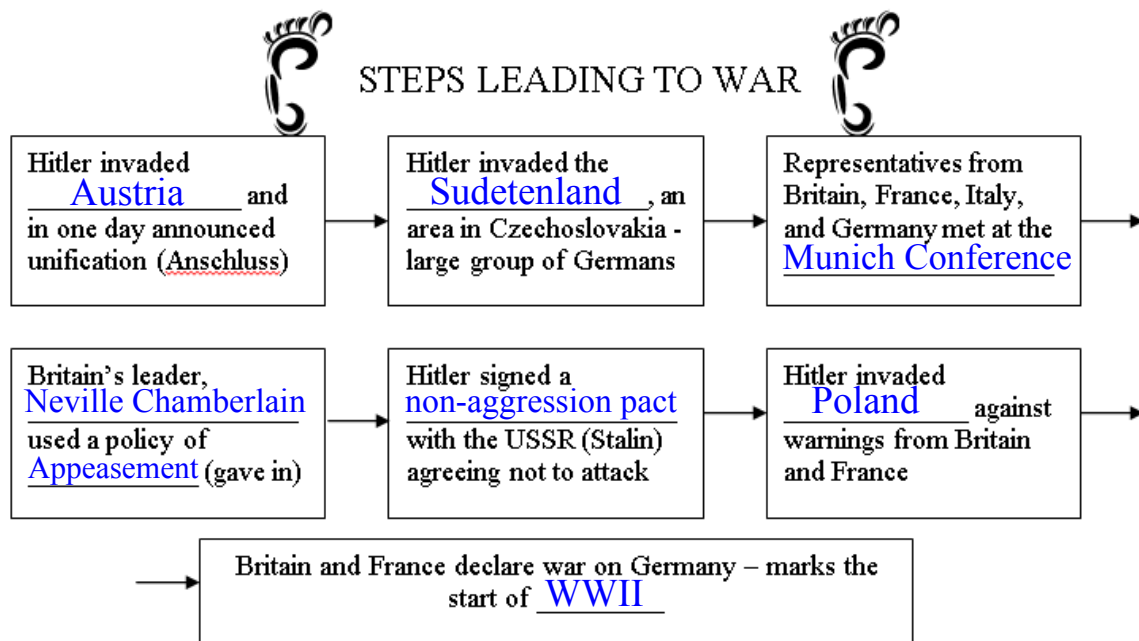 STEPS LEADING TO WAR
Hitler invaded
Austria and
in one day announced
unification (Anschluss)
Hitler invaded the
Sudetenland, an
area in Czechoslovakia -
large group of Germans
Representatives from
Britain, France, Italy,
and Germany met at the
Munich Conference
Britain's leader,
Neville Chamberlain
used a policy of
Appeasement (gave in)
Hitler signed a
non-aggression pact
with the USSR (Stalin)
agreeing not to attack
Hitler invaded
Poland against
warnings from Britain
and France
Britain and France declare war on Germany – marks the
start of WWII